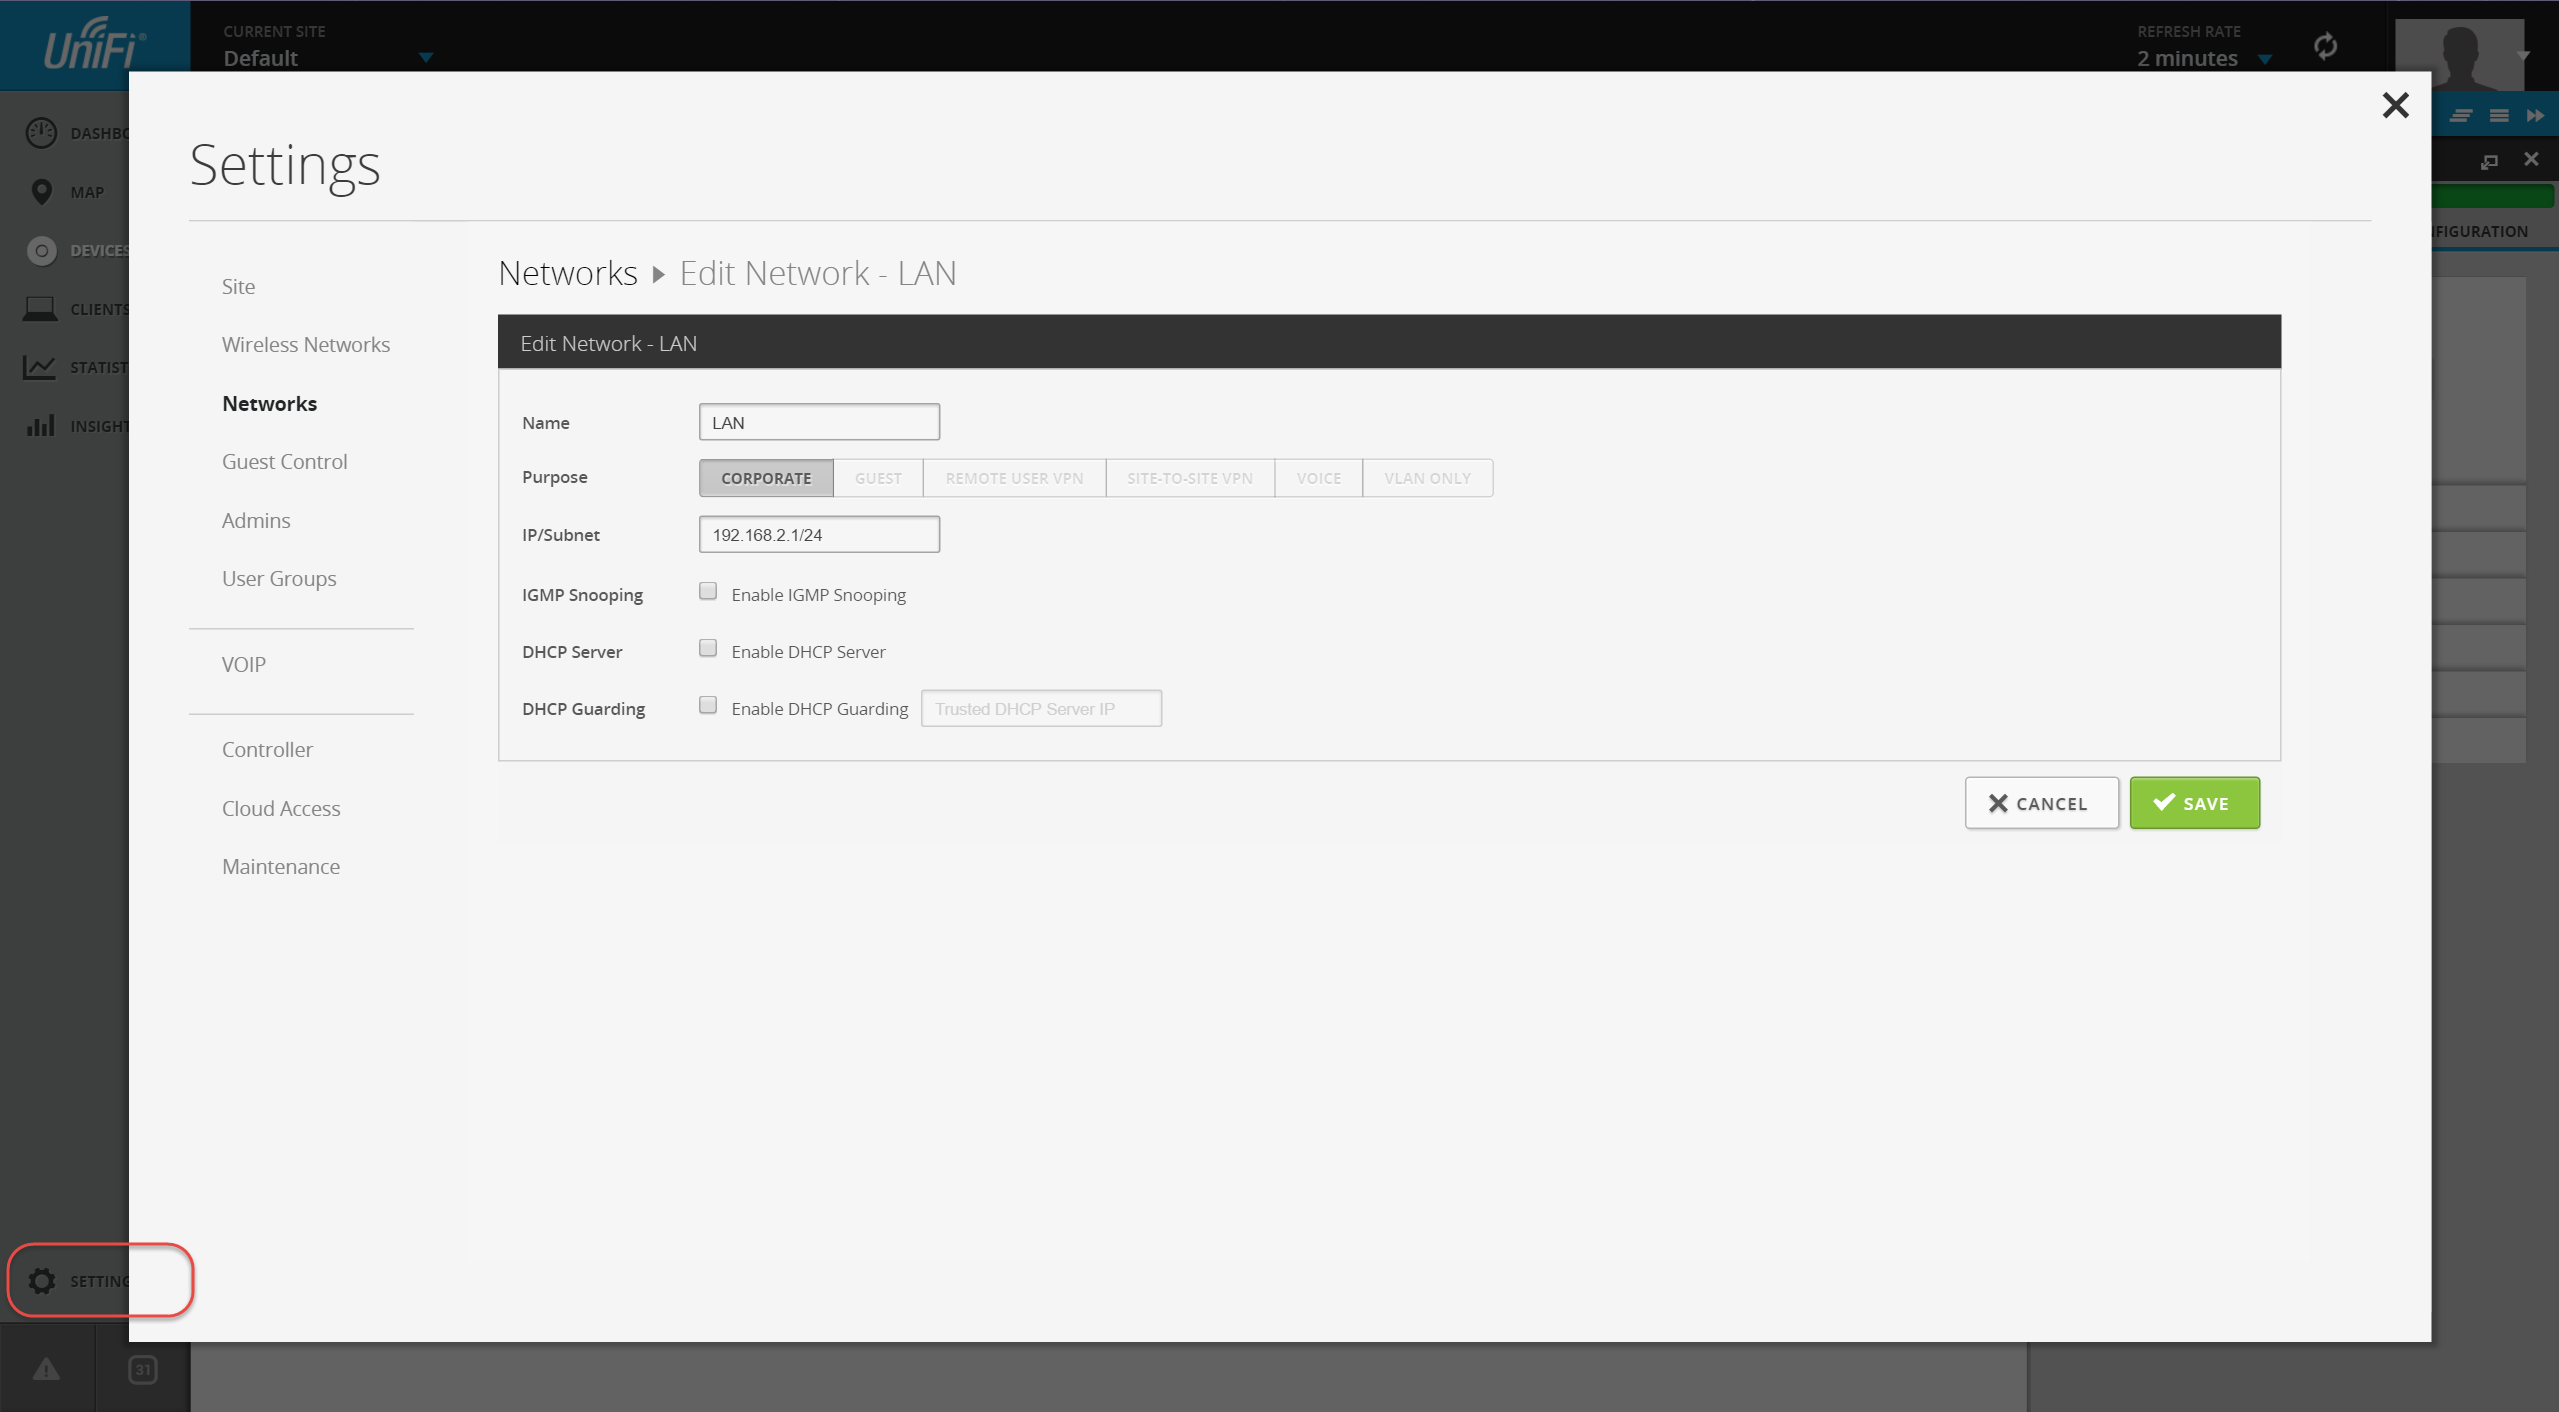 UniFi®
CURRENT SITE
Default
REFRESH RATE
2 minutes
DASHBO
MAP
DEVICES
CLIENTS
STATIST
INSIGHT
SETTING
31
FIGURATION
Settings
Site
Wireless Networks
Networks
Guest Control
Admins
User Groups
VOIP
Controller
Cloud Access
Maintenance
Networks Edit Network - LAN
Edit Network - LAN
Name LAN
Purpose CORPORATE GUEST REMOTE USER VPN SITE-TO-SITE VPN VOICE VLAN ONLY
IP/Subnet 192.168.2.1/24
IGMP Snooping Enable IGMP Snooping
DHCP Server Enable DHCP Server
DHCP Guarding Enable DHCP Guarding Trusted DHCP Server IP
CANCEL SAVE